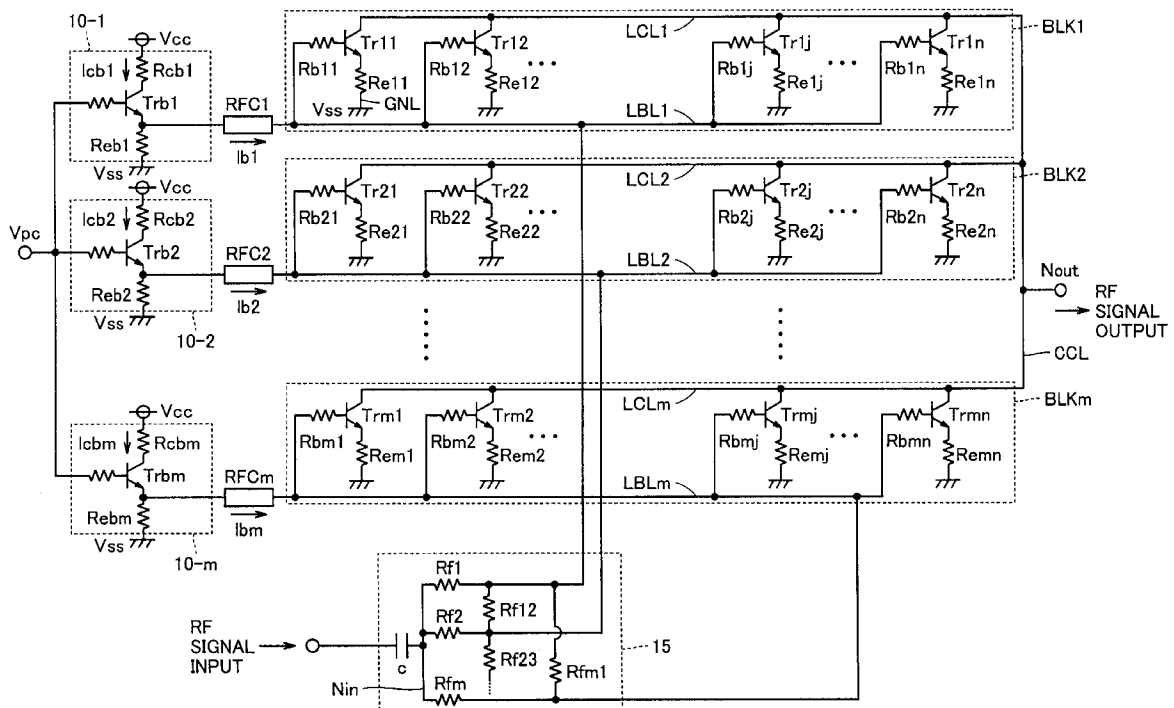 10-1
Vcc
Icb1
Rcb1
Trb1
Reb1
Vss
RFC1
Ib1
LCL1
BLK1
Tr11
Tr12
Tr1j
Tr1n
Rb11
Re11
Rb12
Re12
Rb1j
Re1j
Rb1n
Re1n
Vss
GNL
LBL1
Vcc
Icb2
Rcb2
Trb2
Reb2
Vss
10-2
Vpc
RFC2
Ib2
LCL2
BLK2
Tr21
Tr22
Tr2j
Tr2n
Rb21
Re21
Rb22
Re22
Rb2j
Re2j
Rb2n
Re2n
LBL2
Nout
RF
SIGNAL
OUTPUT
CCL
Vcc
Icbm
Rcbm
Trbm
Rebm
Vss
10-m
RFCm
Ibm
LCLm
BLKm
Trm1
Trm2
Trmj
Trmn
Rbm1
Rem1
Rbm2
Rem2
Rbmj
Remj
Rbmn
Remn
LBLm
RF
SIGNAL
INPUT
c
Nin
Rf1
Rf12
Rf2
Rf23
Rfm
Rfm1
15